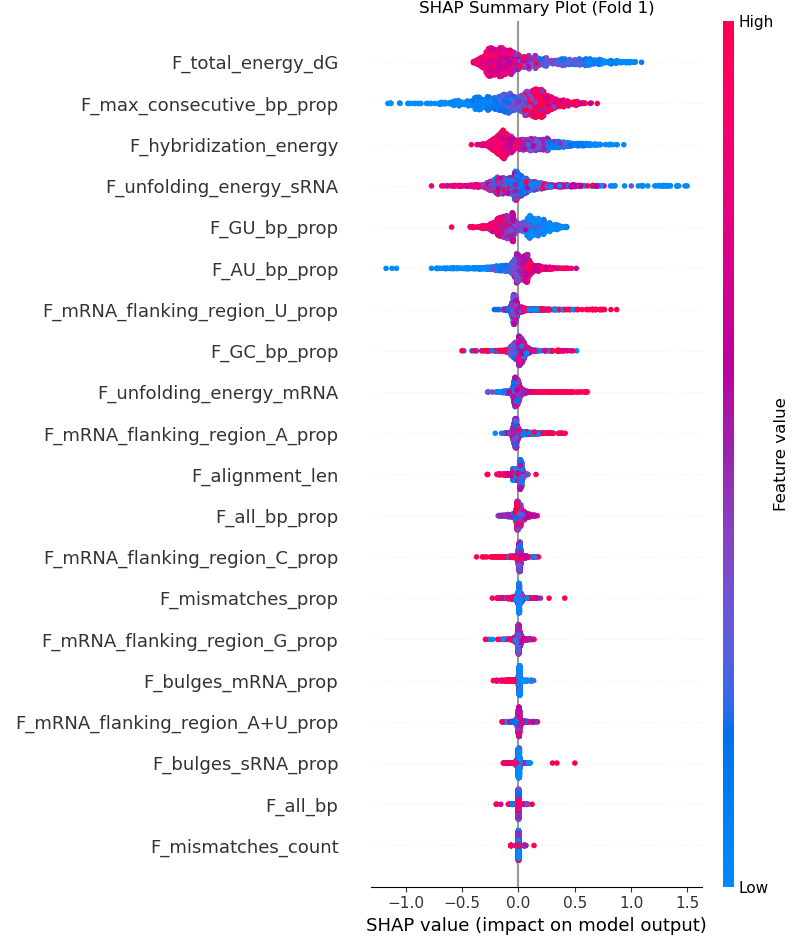 SHAP Summary Plot (Fold 1)
High
F_total_energy_dG
F_max_consecutive_bp_prop
F_hybridization_energy
F_unfolding_energy_sRNA
F_GU_bp_prop
F_AU_bp_prop
F_mRNA_flanking_region_U_prop
F_GC_bp_prop
F_unfolding_energy_mRNA
F_mRNA_flanking_region_A_prop
F_alignment_len
F_all_bp_prop
F_mRNA_flanking_region_C_prop
F_mismatches_prop
F_mRNA_flanking_region_G_prop
F_bulges_mRNA_prop
F_mRNA_flanking_region_A+U_prop
F_bulges_sRNA_prop
F_all_bp
F_mismatches_count
Feature value
Low
−1.0 −0.5 0.0 0.5 1.0 1.5
SHAP value (impact on model output)